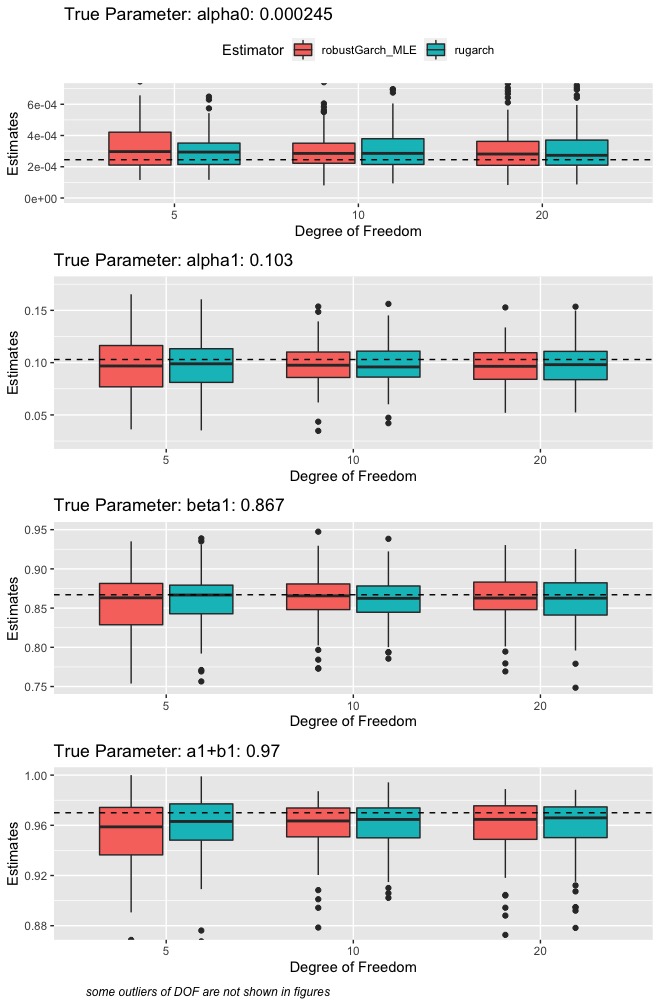 True Parameter: alpha0: 0.000245
Estimator robustGarch_MLE rugarch
6e-04
4e-04
2e-04
0e+00
Estimates
5 10 20
Degree of Freedom
True Parameter: alpha1: 0.103
0.15
0.10
0.05
Estimates
5 10 20
Degree of Freedom
True Parameter: beta1: 0.867
0.95
0.90
0.85
0.80
0.75
Estimates
5 10 20
Degree of Freedom
True Parameter: a1+b1: 0.97
1.00
0.96
0.92
0.88
Estimates
5 10 20
Degree of Freedom
some outliers of DOF are not shown in figures